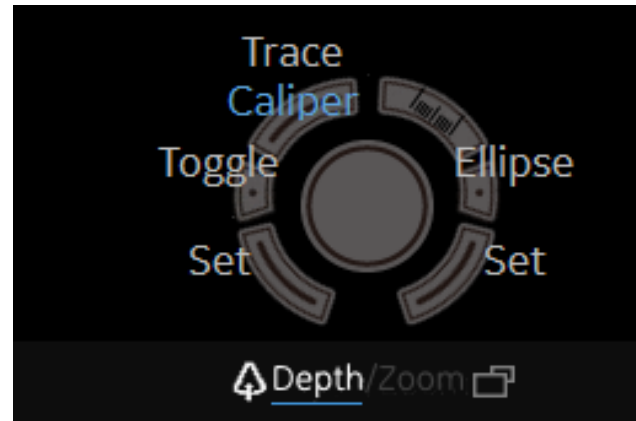 Trace
Caliper
Toggle Ellipse
Set Set
Depth/Zoom